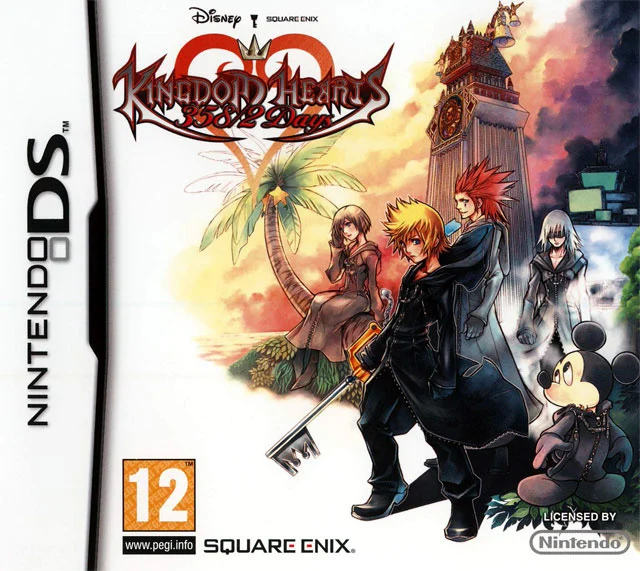 Disney
SQUARE ENIX
KINGDOM HEARTS
358/2 Days
NINTENDO DS™
12
™
www.pegi.info
SQUARE ENIX®
LICENSED BY
Nintendo®